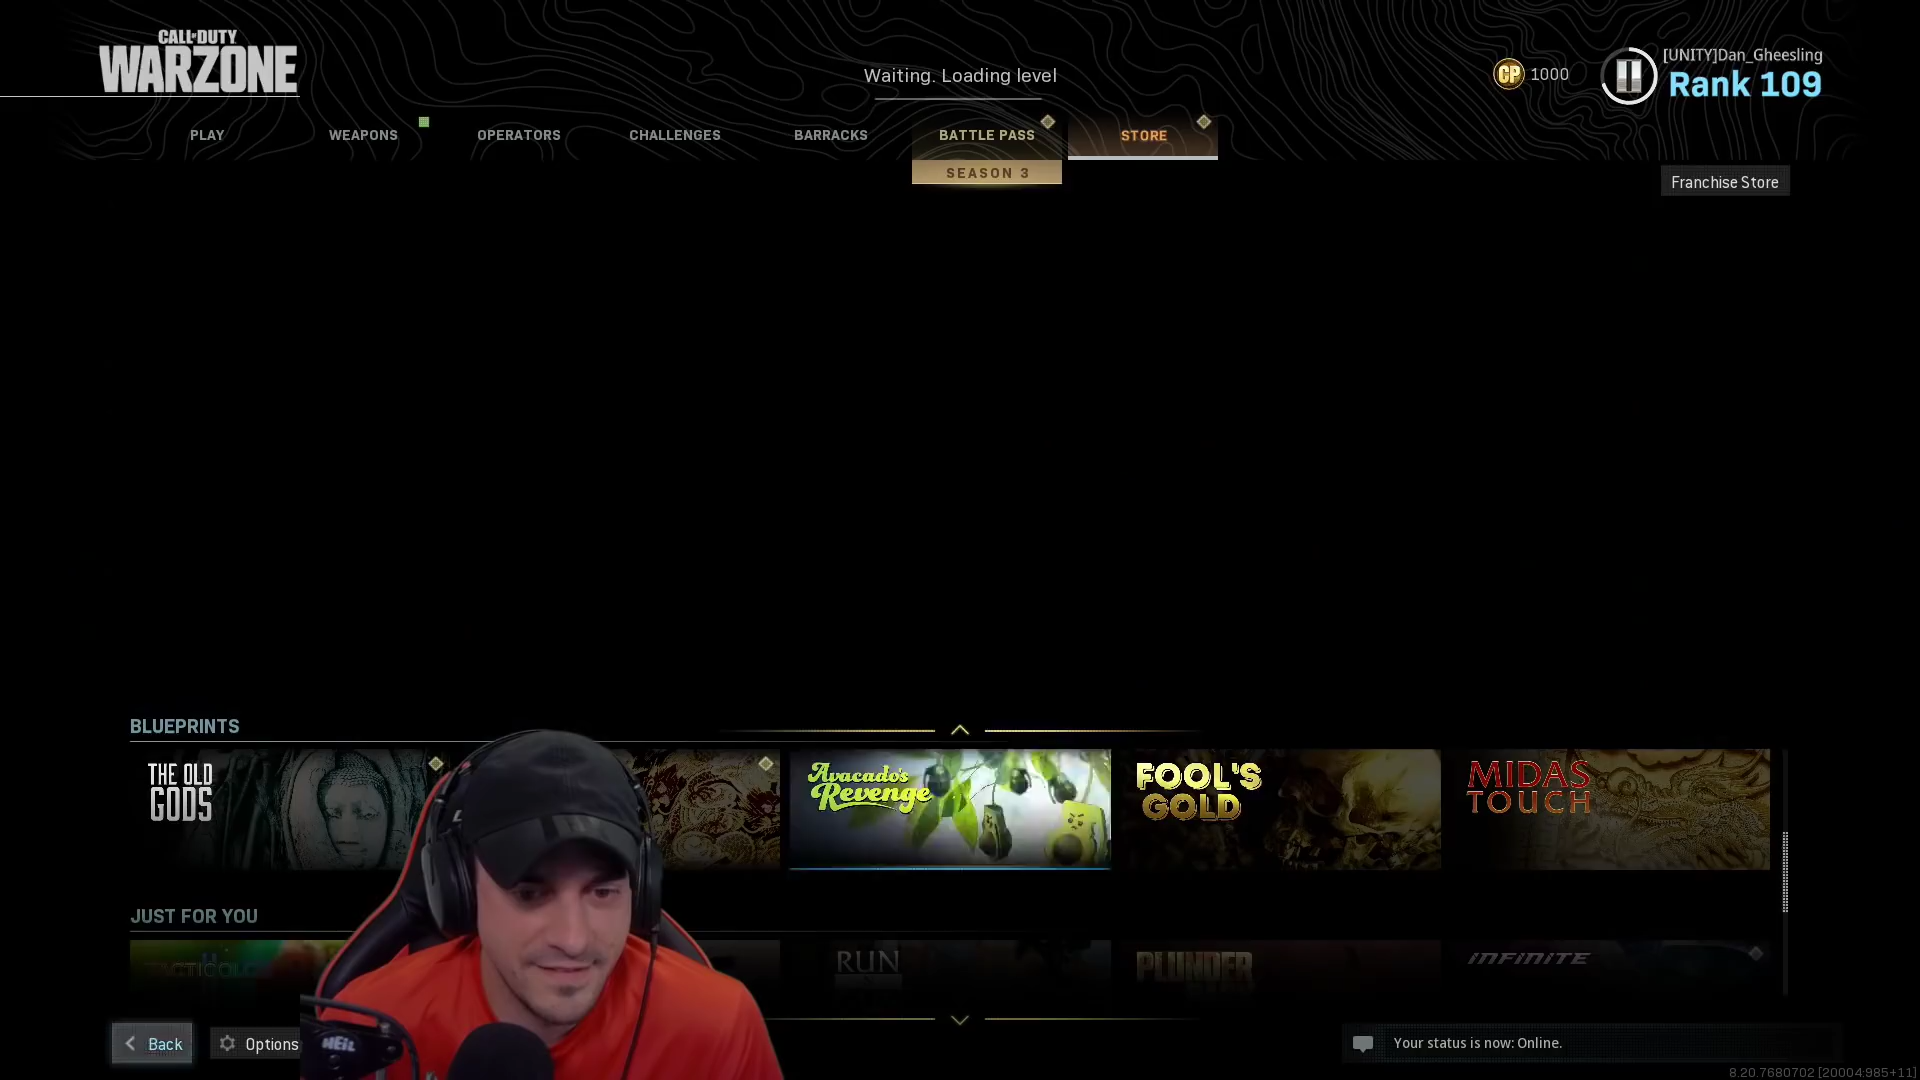 CALL OF DUTY
WARZONE
Waiting. Loading level
CP 1000
[UNITY]Dan_Gheesling
Rank 109
PLAY
WEAPONS
OPERATORS
CHALLENGES
BARRACKS
BATTLE PASS
STORE
SEASON 3
Franchise Store
BLUEPRINTS
THE OLD
GODS
Avacado's
Revenge
FOOL'S
GOLD
MIDAS
TOUCH
JUST FOR YOU
RUN
PLUNDER
INFINITE
Back
Options
HEiL
Your status is now: Online.
8.20.7680702 [20004:985+11]